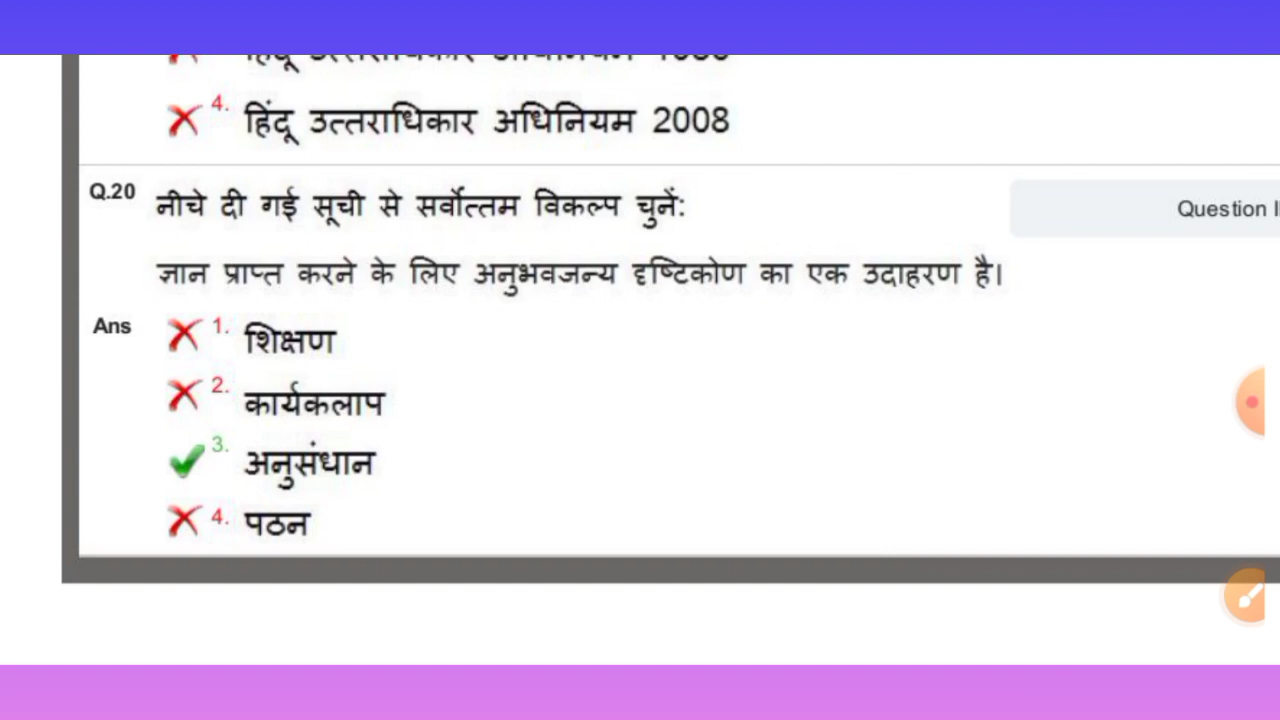 4. हिंदू उत्तराधिकार अधिनियम 2008
Q.20 नीचे दी गई सूची से सर्वोत्तम विकल्प चुनें:
Question
ज्ञान प्राप्त करने के लिए अनुभवजन्य दृष्टिकोण का एक उदाहरण है।
Ans 1. शिक्षण
2. कार्यकलाप
3. अनुसंधान
4. पठन